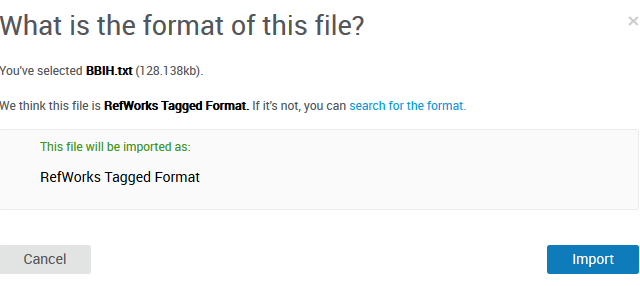 What is the format of this file?
You've selected BBIH.txt (128.138kb).
We think this file is RefWorks Tagged Format. If it's not, you can search for the format.
This file will be imported as:
RefWorks Tagged Format
Cancel Import